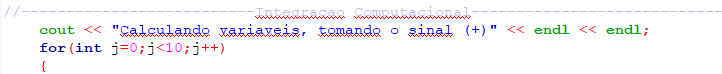 //--------------------------Integracao Computacional----------------------------
cout << "Calculando variaveis, tomando o sinal (+)" << endl << endl;
for(int j=0;j<10;j++)
{